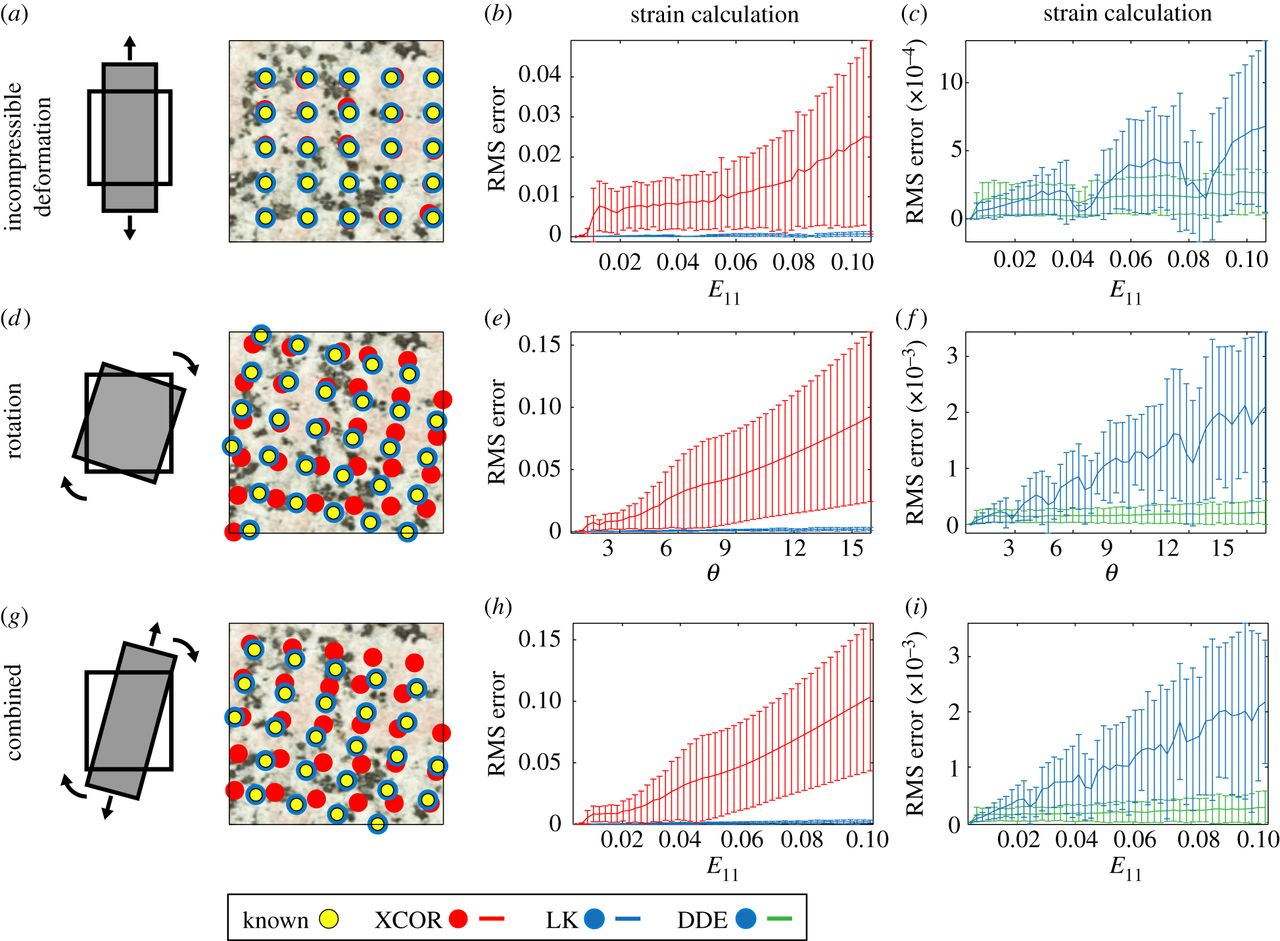 (a)
incompressible
deformation
(b)
strain calculation
RMS error
0.04
0.03
0.02
0.01
0
0.02 0.04 0.06 0.08 0.10
E11
(c)
strain calculation
RMS error (×10−4)
10
5
0
0.02 0.04 0.06 0.08 0.10
E11
(d)
rotation
(e)
RMS error
0.15
0.10
0.05
0
3 6 9 12 15
θ
(f)
RMS error (×10−3)
3
2
1
0
3 6 9 12 15
θ
(g)
combined
(h)
RMS error
0.15
0.10
0.05
0
0.02 0.04 0.06 0.08 0.10
E11
(i)
RMS error (×10−3)
3
2
1
0
0.02 0.04 0.06 0.08 0.10
E11
known XCOR LK DDE